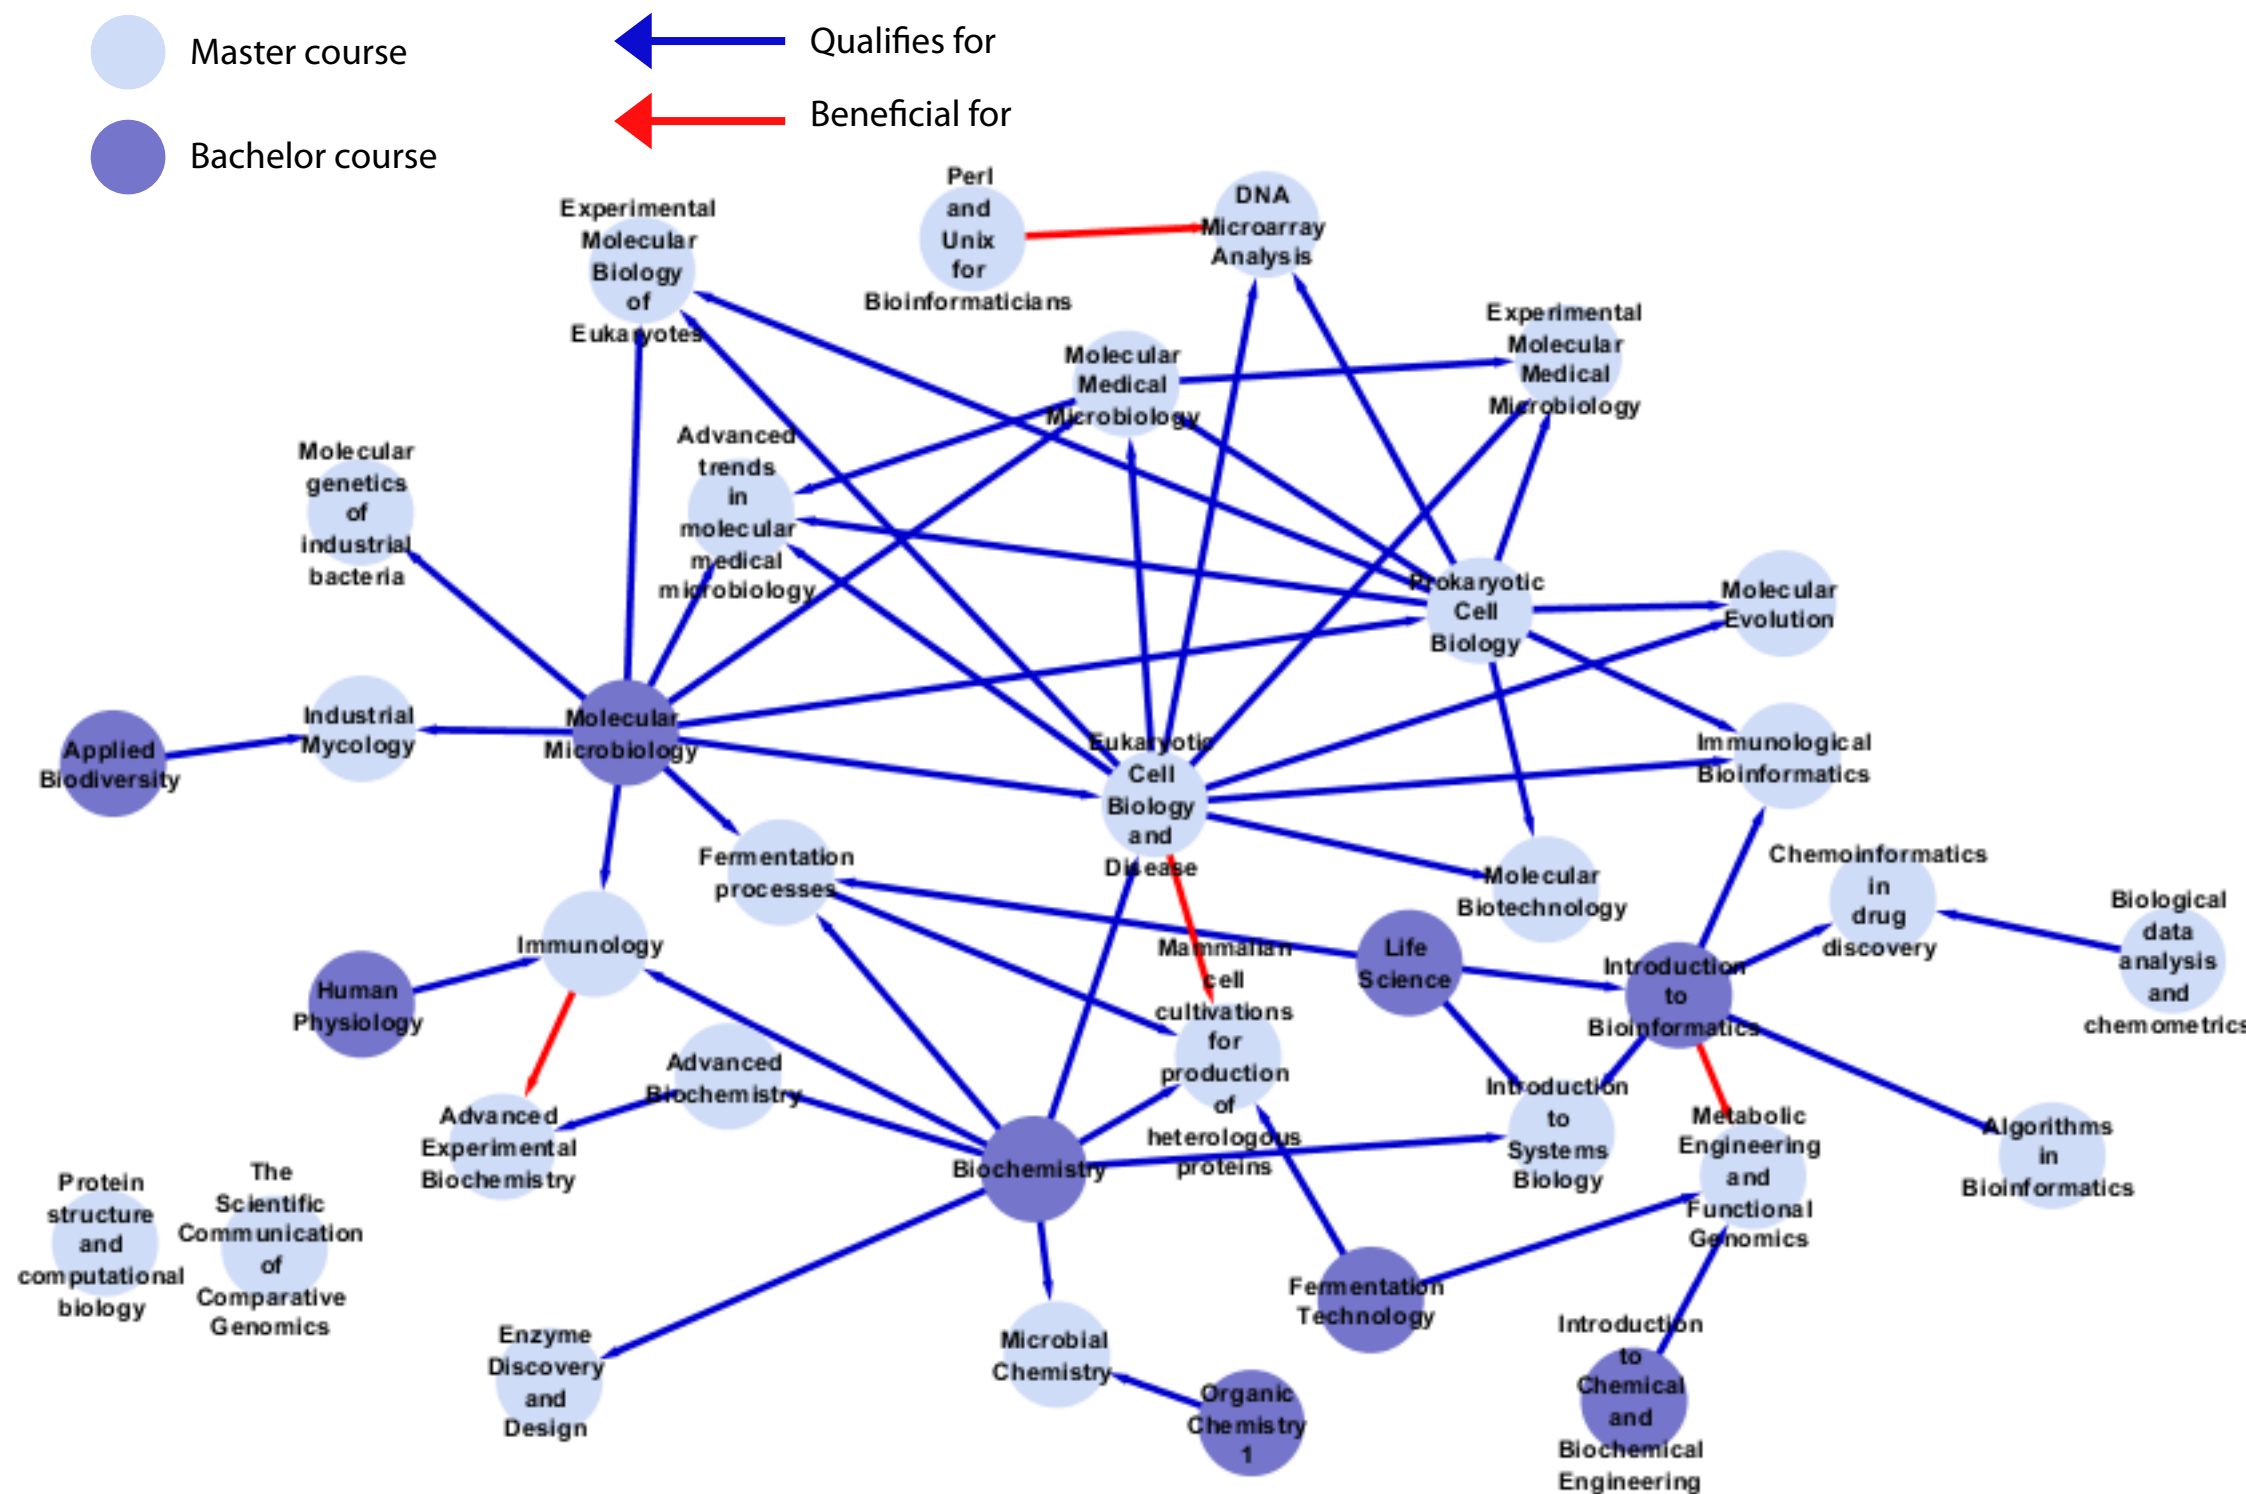 Master course
Bachelor course
Qualifies for
Beneficial for
Experimental
Molecular
Biology
of
Eukaryotes
Perl
and
Unix
for
Bioinformaticians
DNA
Microarray
Analysis
Molecular
Medical
Microbiology
Experimental
Molecular
Medical
Microbiology
Molecular
genetics
of
industrial
bacteria
Advanced
trends
in
molecular
medical
microbiology
Prokaryotic
Cell
Biology
Molecular
Evolution
Applied
Biodiversity
Industrial
Mycology
Molecular
Microbiology
Eukaryotic
Cell
Biology
and
Disease
Immunological
Bioinformatics
Fermentation
processes
Molecular
Biotechnology
Chemoinformatics
in
drug
discovery
Biological
data
analysis
and
chemometrics
Immunology
Human
Physiology
Life
Science
Introduction
to
Bioinformatics
Mammalian
cell
cultivations
for
production
of
heterologous
proteins
Advanced
Biochemistry
Advanced
Experimental
Biochemistry
Biochemistry
Introduction
to
Systems
Biology
Metabolic
Engineering
and
Functional
Genomics
Algorithms
in
Bioinformatics
Protein
structure
and
computational
biology
The
Scientific
Communication
of
Comparative
Genomics
Enzyme
Discovery
and
Design
Microbial
Chemistry
Organic
Chemistry
1
Fermentation
Technology
Introduction
to
Chemical
and
Biochemical
Engineering